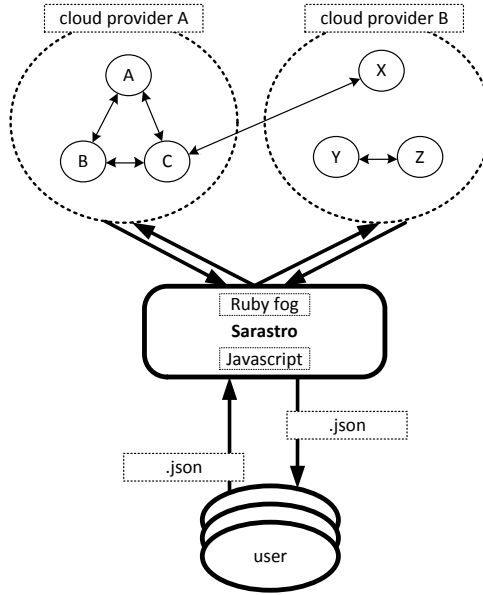 cloud provider A
cloud provider B
A
X
B
C
Y
Z
Ruby fog
Sarastro
Javascript
.json
.json
user